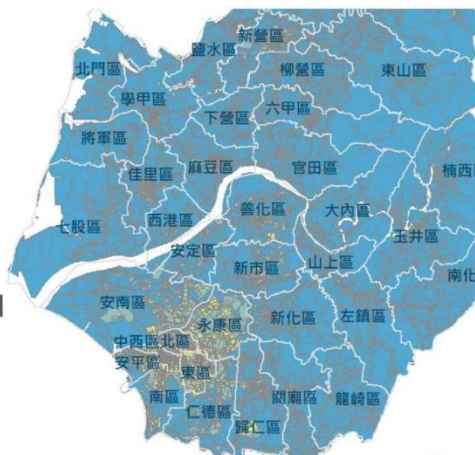 新營區
鹽水區
北門區
柳營區
東山區
學甲區
下營區
六甲區
將軍區
佳里區
麻豆區
官田區
楠西
七股區
西港區
善化區
大內區
玉井區
安定區
新市區
山上區
南化
安南區
永康區
新化區
左鎮區
中西區
北區
安平區
東區
南區
仁德區
歸仁區
關廟區
龍崎區